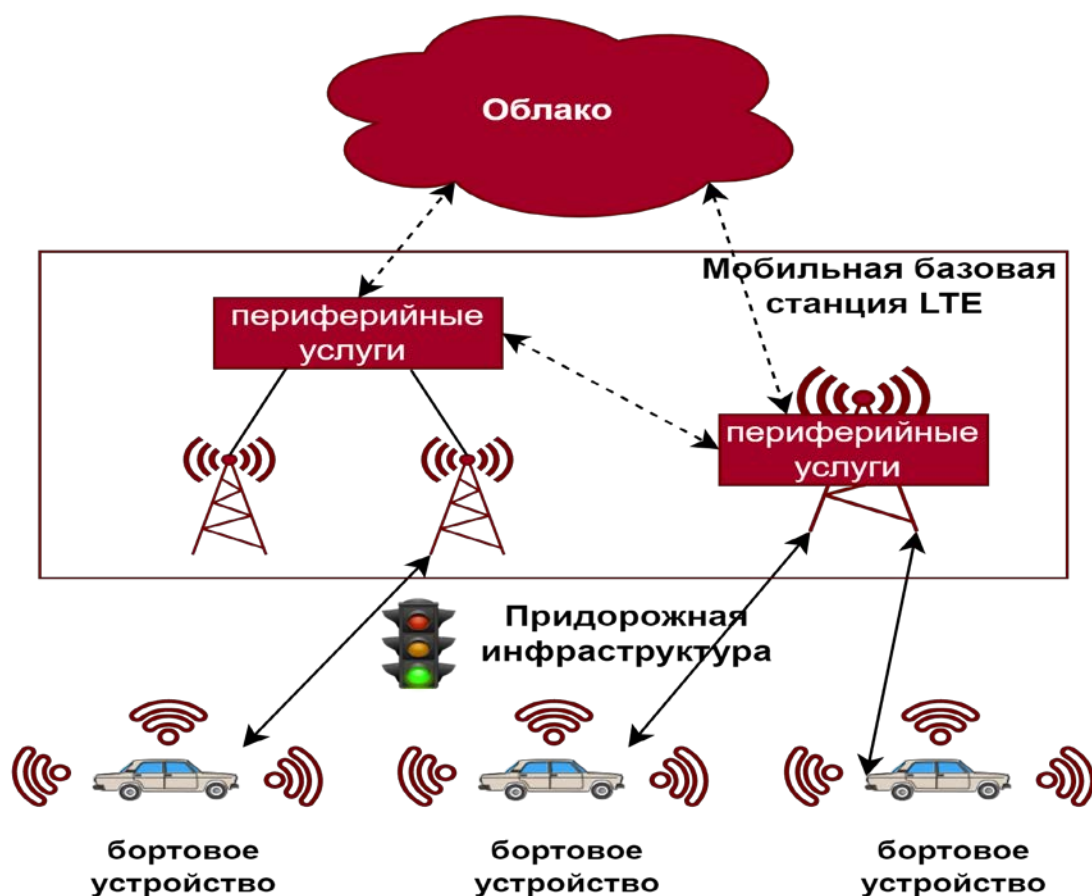 Облако
Мобильная базовая
станция LTE
периферийные
услуги
периферийные
услуги
Придорожная
инфраструктура
бортовое
устройство
бортовое
устройство
бортовое
устройство